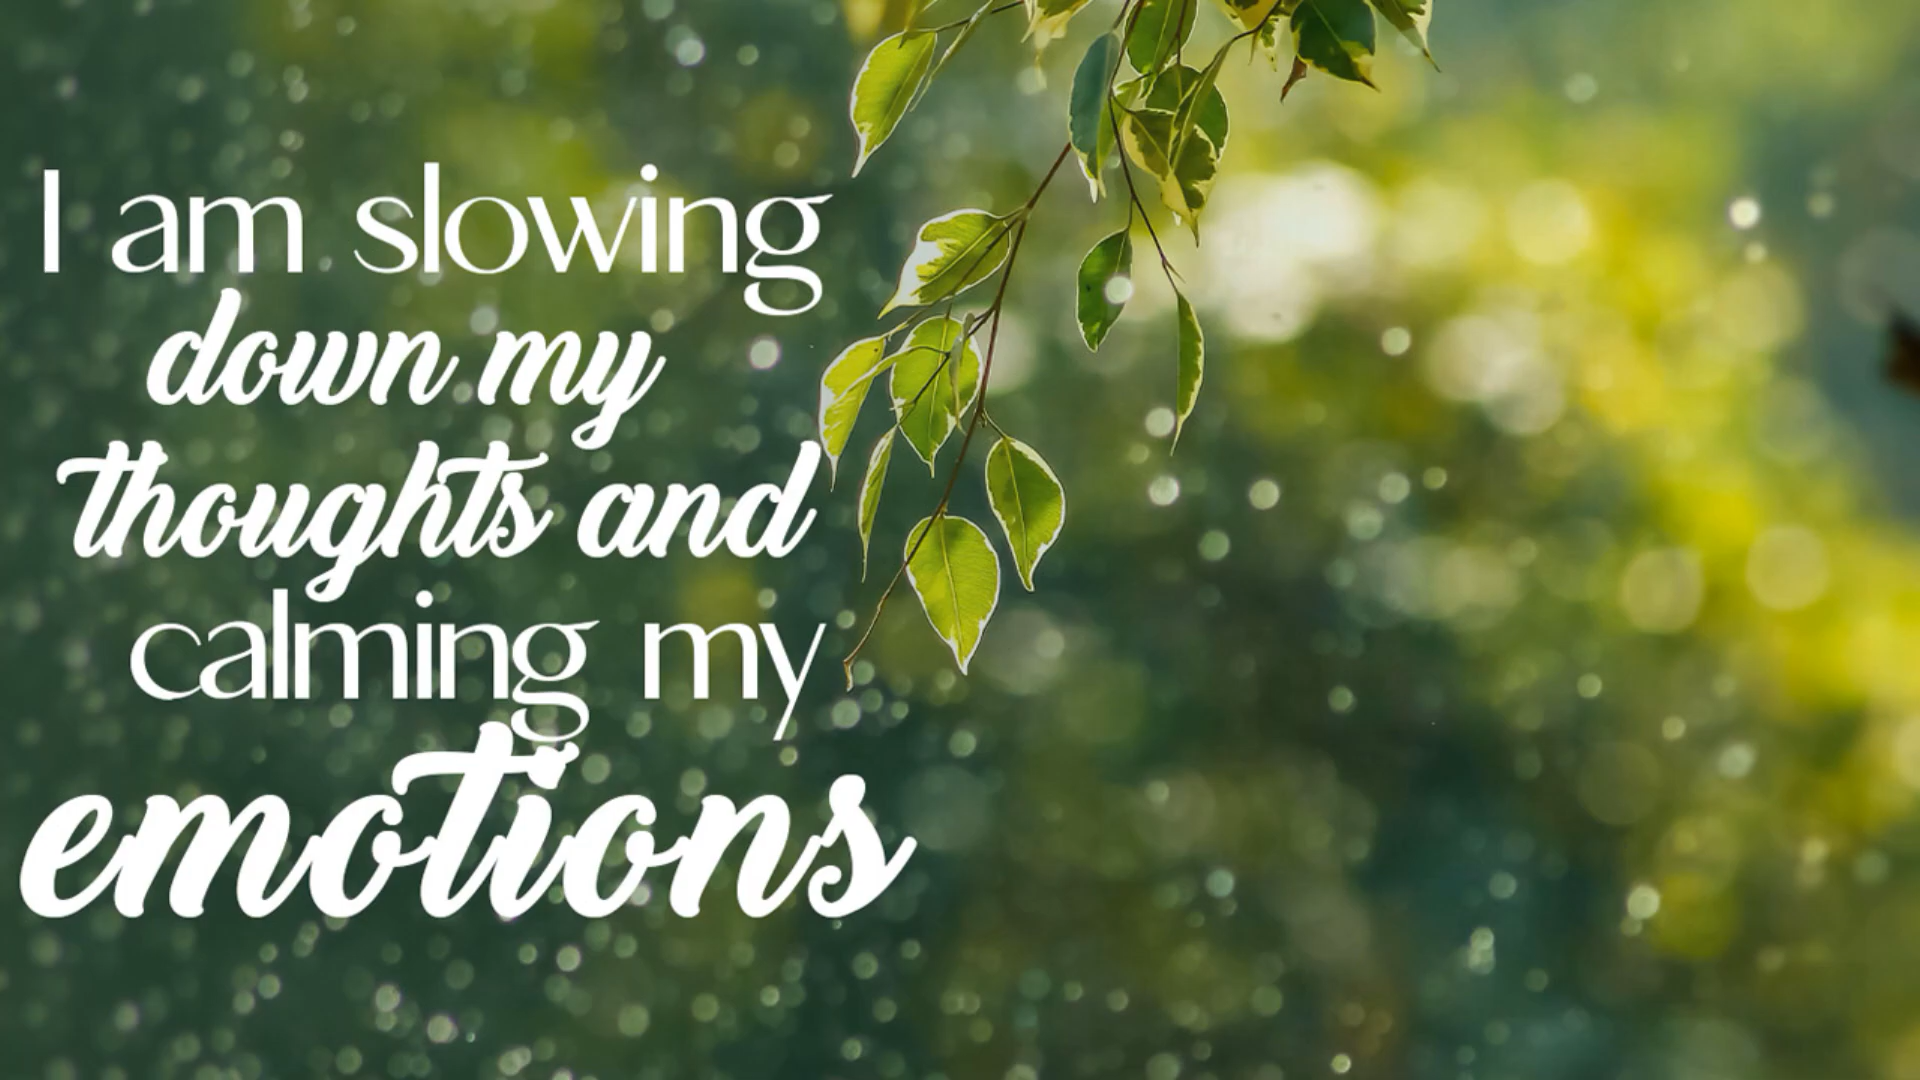 I am slowing
down my
thoughts and
calming my
emotions